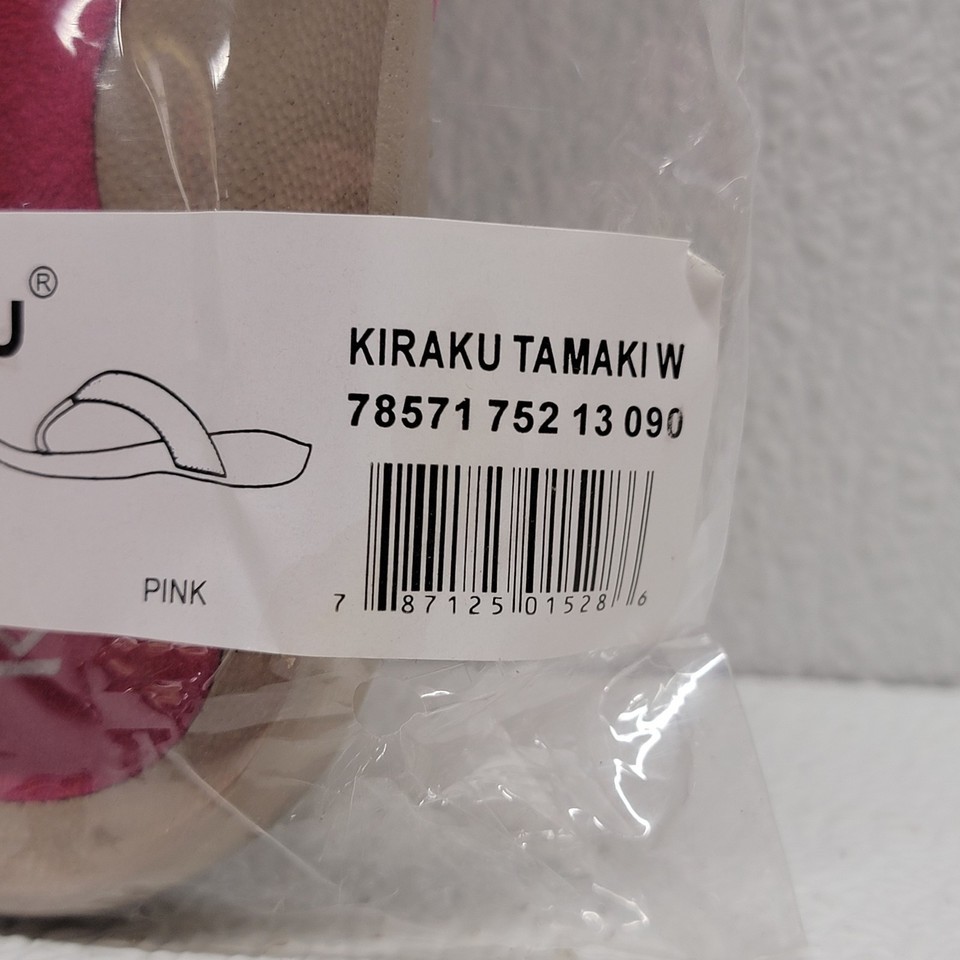 U®
KIRAKU TAMAKI W
78571 752 13 090
PINK
7 87125 01528 6